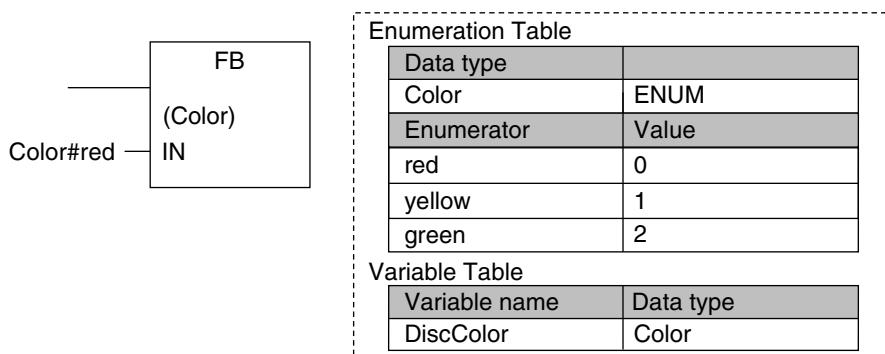 FB
(Color)
Color#red IN
Enumeration Table
Data type
Color ENUM
Enumerator Value
red 0
yellow 1
green 2
Variable Table
Variable name Data type
DiscColor Color